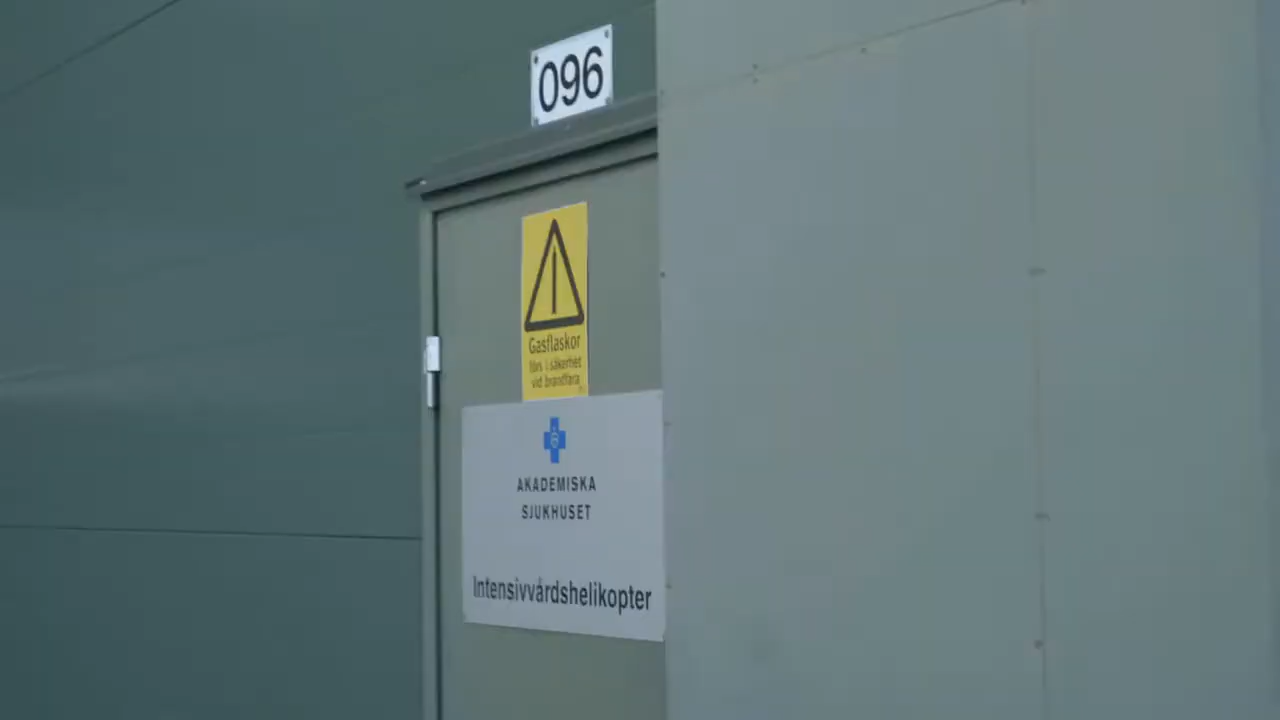 096
Gasflaskor
förs i säkerhet
vid brandfara
AKADEMISKA
SJUKHUSET
Intensivvårdshelikopter